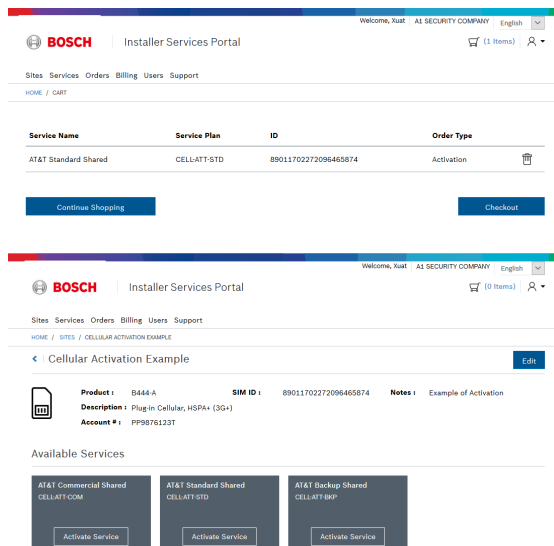 Welcome, Xuat A1 SECURITY COMPANY English
BOSCH Installer Services Portal (1 Items)
Sites Services Orders Billing Users Support
HOME / CART
Service Name Service Plan ID Order Type
AT&T Standard Shared CELL-ATT-STD 89011702272096465874 Activation
Continue Shopping Checkout
Welcome, Xuat A1 SECURITY COMPANY English
BOSCH Installer Services Portal (0 Items)
Sites Services Orders Billing Users Support
HOME / SITES / CELLULAR ACTIVATION EXAMPLE
Cellular Activation Example Edit
Product : B444-A SIM ID : 89011702272096465874 Notes : Example of Activation
Description : Plug-in Cellular, HSPA+ (3G+)
Account # : PP9876123T
Available Services
AT&T Commercial Shared AT&T Standard Shared AT&T Backup Shared
CELL-ATT-COM CELL-ATT-STD CELL-ATT-BKP
Activate Service Activate Service Activate Service